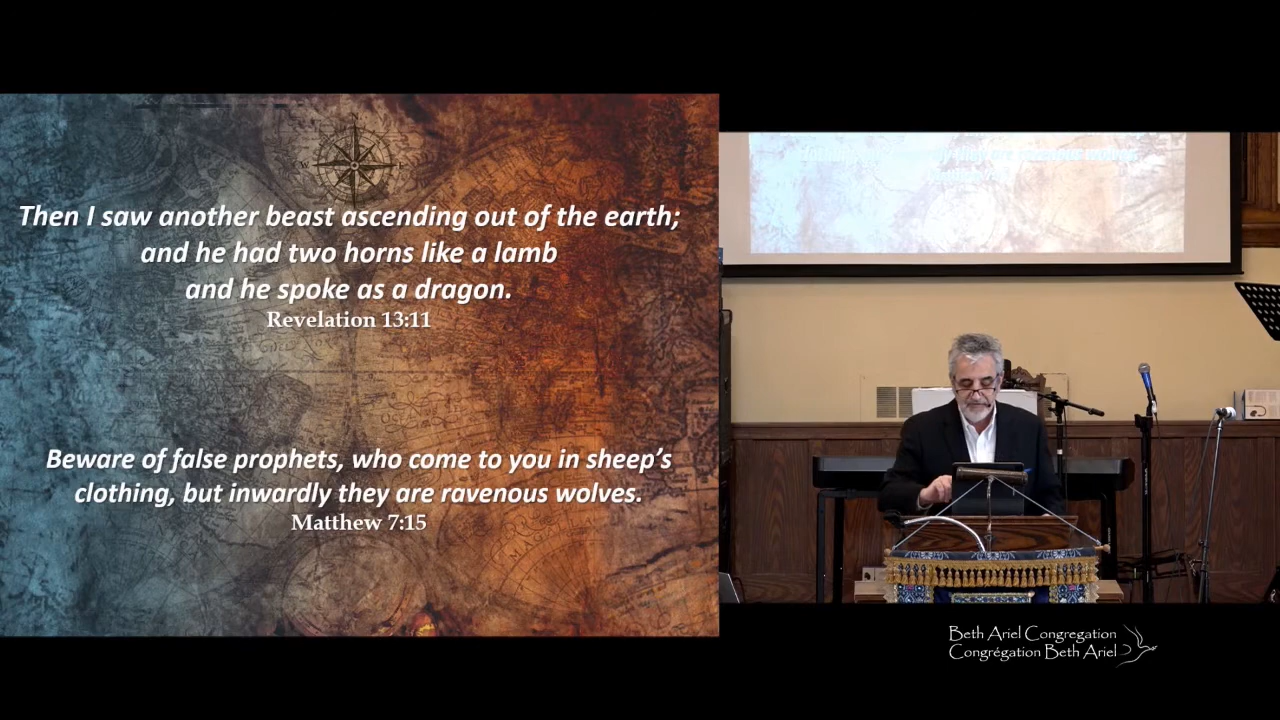 Then I saw another beast ascending out of the earth;
and he had two horns like a lamb
and he spoke as a dragon.
Revelation 13:11
Beware of false prophets, who come to you in sheep's
clothing, but inwardly they are ravenous wolves.
Matthew 7:15
Beth Ariel Congregation
Congrégation Beth Ariel